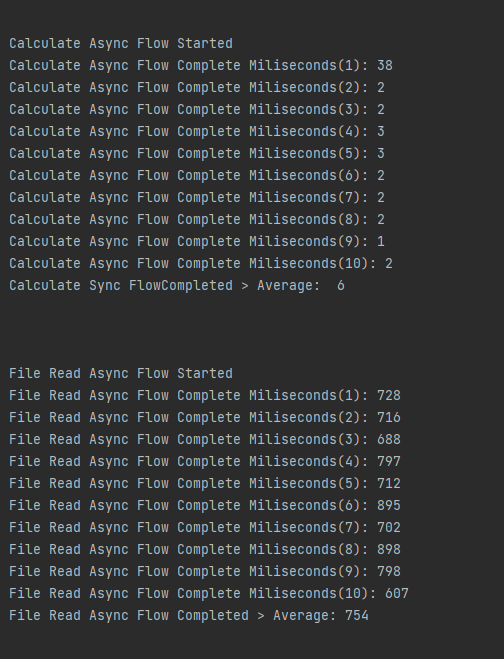 Calculate Async Flow Started
Calculate Async Flow Complete Miliseconds(1): 38
Calculate Async Flow Complete Miliseconds(2): 2
Calculate Async Flow Complete Miliseconds(3): 2
Calculate Async Flow Complete Miliseconds(4): 3
Calculate Async Flow Complete Miliseconds(5): 3
Calculate Async Flow Complete Miliseconds(6): 2
Calculate Async Flow Complete Miliseconds(7): 2
Calculate Async Flow Complete Miliseconds(8): 2
Calculate Async Flow Complete Miliseconds(9): 1
Calculate Async Flow Complete Miliseconds(10): 2
Calculate Sync FlowCompleted > Average:  6
File Read Async Flow Started
File Read Async Flow Complete Miliseconds(1): 728
File Read Async Flow Complete Miliseconds(2): 716
File Read Async Flow Complete Miliseconds(3): 688
File Read Async Flow Complete Miliseconds(4): 797
File Read Async Flow Complete Miliseconds(5): 712
File Read Async Flow Complete Miliseconds(6): 895
File Read Async Flow Complete Miliseconds(7): 702
File Read Async Flow Complete Miliseconds(8): 898
File Read Async Flow Complete Miliseconds(9): 798
File Read Async Flow Complete Miliseconds(10): 607
File Read Async Flow Completed > Average: 754